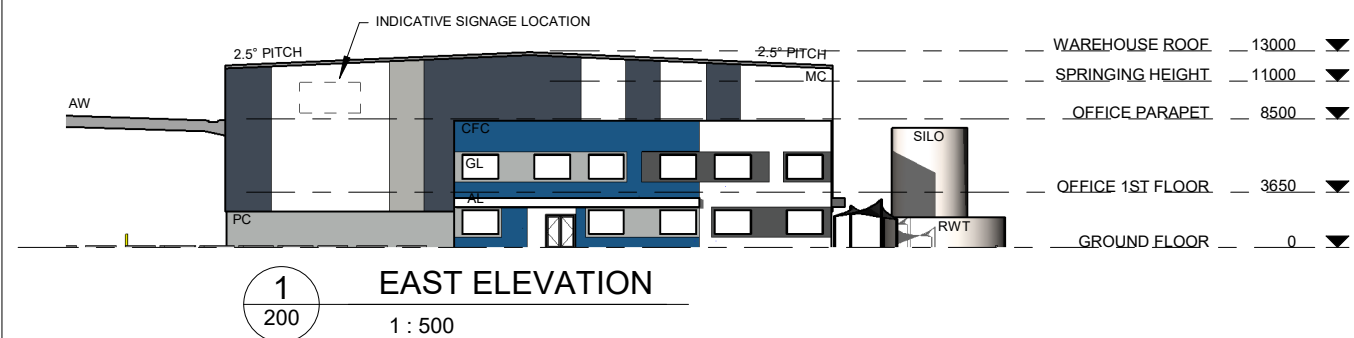 INDICATIVE SIGNAGE LOCATION
2.5° PITCH
2.5° PITCH
WAREHOUSE ROOF 13000
MC
SPRINGING HEIGHT 11000
AW
OFFICE PARAPET 8500
CFC
SILO
GL
OFFICE 1ST FLOOR 3650
AL
PC
RWT
GROUND FLOOR 0
1
200
EAST ELEVATION
1 : 500